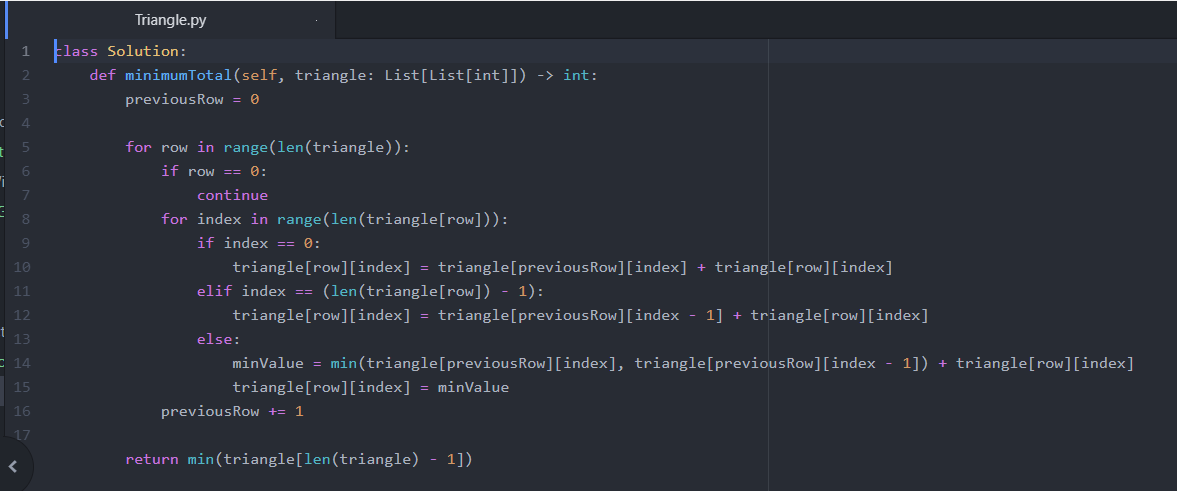 Triangle.py
1 class Solution:
2     def minimumTotal(self, triangle: List[List[int]]) -> int:
3         previousRow = 0
4
5         for row in range(len(triangle)):
6             if row == 0:
7                 continue
8             for index in range(len(triangle[row])):
9                 if index == 0:
10                     triangle[row][index] = triangle[previousRow][index] + triangle[row][index]
11                 elif index == (len(triangle[row]) - 1):
12                     triangle[row][index] = triangle[previousRow][index - 1] + triangle[row][index]
13                 else:
14                     minValue = min(triangle[previousRow][index], triangle[previousRow][index - 1]) + triangle[row][index]
15                     triangle[row][index] = minValue
16             previousRow += 1
17
        return min(triangle[len(triangle) - 1])